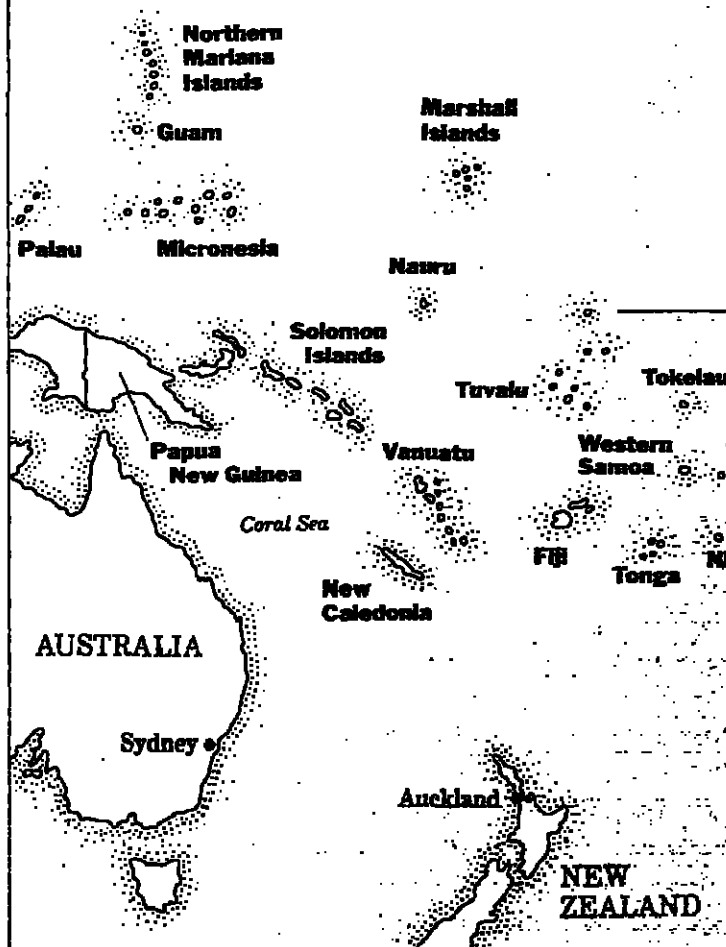 Northern
Mariana
Islands
Guam
Marshall
Islands
Palau
Micronesia
Nauru
Solomon
Islands
Tuvalu
Tokelau
Papua
New Guinea
Vanuatu
Western
Samoa
Coral Sea
Fiji
Tonga
New
Caledonia
AUSTRALIA
Sydney
Auckland
NEW
ZEALAND